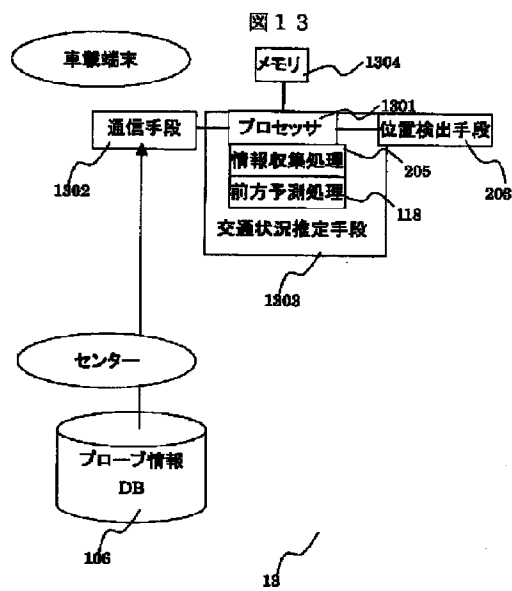 図13
車載端末
メモリ
1304
1301
通信手段
プロセッサ
位置検出手段
1302
情報収集処理
205
206
前方予測処理
118
交通状況推定手段
1303
センター
プローブ情報
DB
106
13